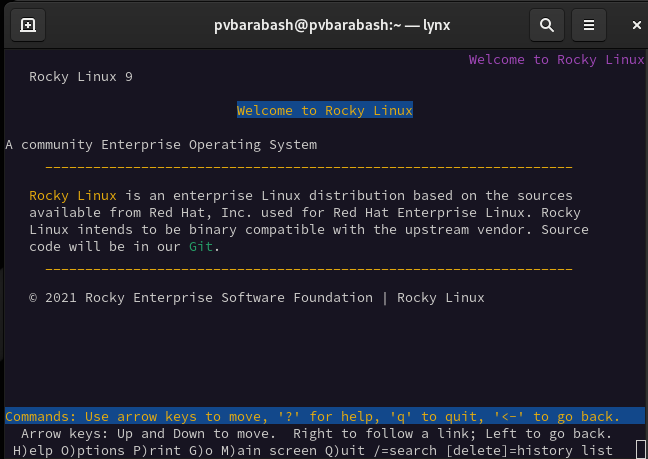 pvbarabash@pvbarabash:~ — lynx
Welcome to Rocky Linux
Rocky Linux 9
Welcome to Rocky Linux
A community Enterprise Operating System
Rocky Linux is an enterprise Linux distribution based on the sources
available from Red Hat, Inc. used for Red Hat Enterprise Linux. Rocky
Linux intends to be binary compatible with the upstream vendor. Source
code will be in our Git.
© 2021 Rocky Enterprise Software Foundation | Rocky Linux
Commands: Use arrow keys to move, '?' for help, 'q' to quit, '<-' to go back.
Arrow keys: Up and Down to move.  Right to follow a link; Left to go back.
H)elp O)ptions P)rint G)o M)ain screen Q)uit /=search [delete]=history list